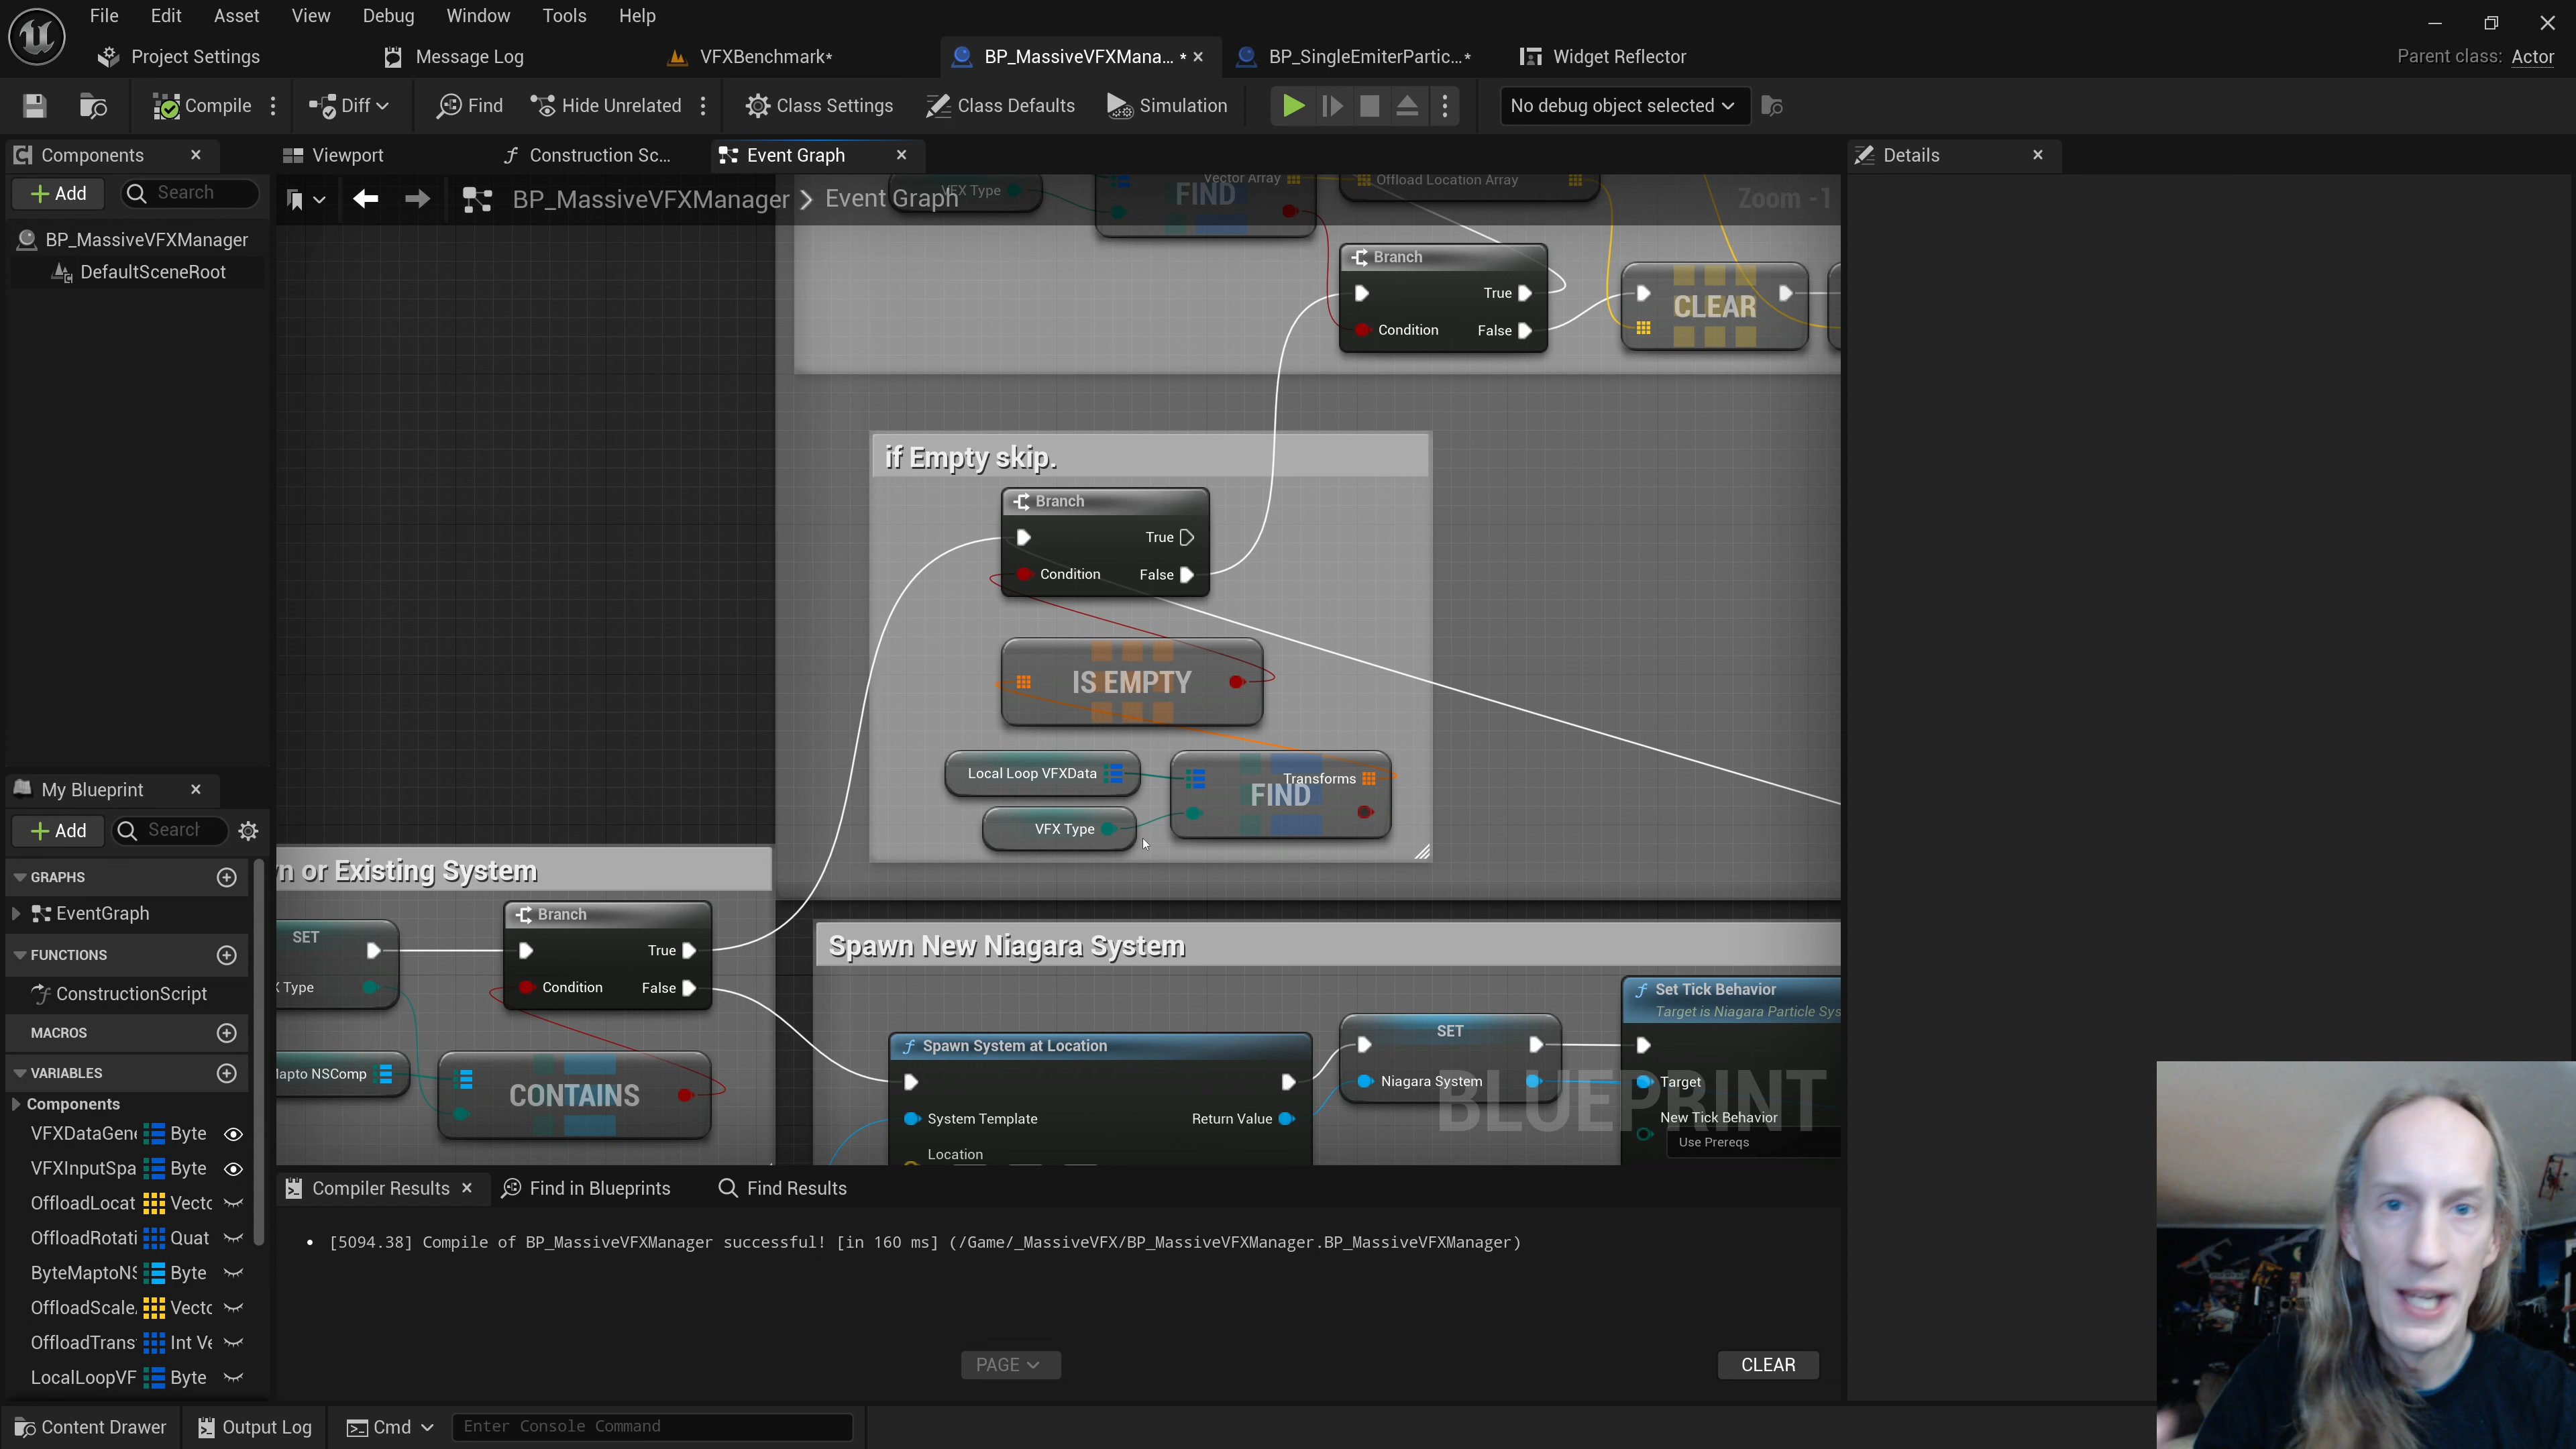 File Edit Asset View Debug Window Tools Help
Project Settings Message Log VFXBenchmark* BP_MassiveVFXMana... * BP_SingleEmiterPartic...* Widget Reflector Parent class: Actor
Compile Diff Find Hide Unrelated Class Settings Class Defaults Simulation No debug object selected
Components Viewport Construction Sc... Event Graph Details
Add Search
BP_MassiveVFXManager > Event Graph Zoom -1
BP_MassiveVFXManager
DefaultSceneRoot
VFX Type FIND Vector Array Offload Location Array
Branch
True
Condition False
CLEAR
if Empty skip.
Branch
True
Condition False
IS EMPTY
Local Loop VFXData
VFX Type
FIND Transforms
My Blueprint
Add Search
GRAPHS
EventGraph
FUNCTIONS
ConstructionScript
MACROS
VARIABLES
Components
VFXDataGen Byte
VFXInputSpa Byte
OffloadLocat Vecto
OffloadRotati Quat
ByteMaptoNS Byte
OffloadScale Vecto
OffloadTrans Int Ve
LocalLoopVF Byte
n or Existing System
SET
Type
Branch
True
Condition False
apto NSComp
CONTAINS
Spawn New Niagara System
Spawn System at Location
System Template Return Value
Location
SET
Niagara System
Set Tick Behavior
Target is Niagara Particle Sys
Target
New Tick Behavior
Use Prereqs
BLUEPRINT
Compiler Results Find in Blueprints Find Results
[5094.38] Compile of BP_MassiveVFXManager successful! [in 160 ms] (/Game/_MassiveVFX/BP_MassiveVFXManager.BP_MassiveVFXManager)
PAGE CLEAR
Content Drawer Output Log Cmd Enter Console Command